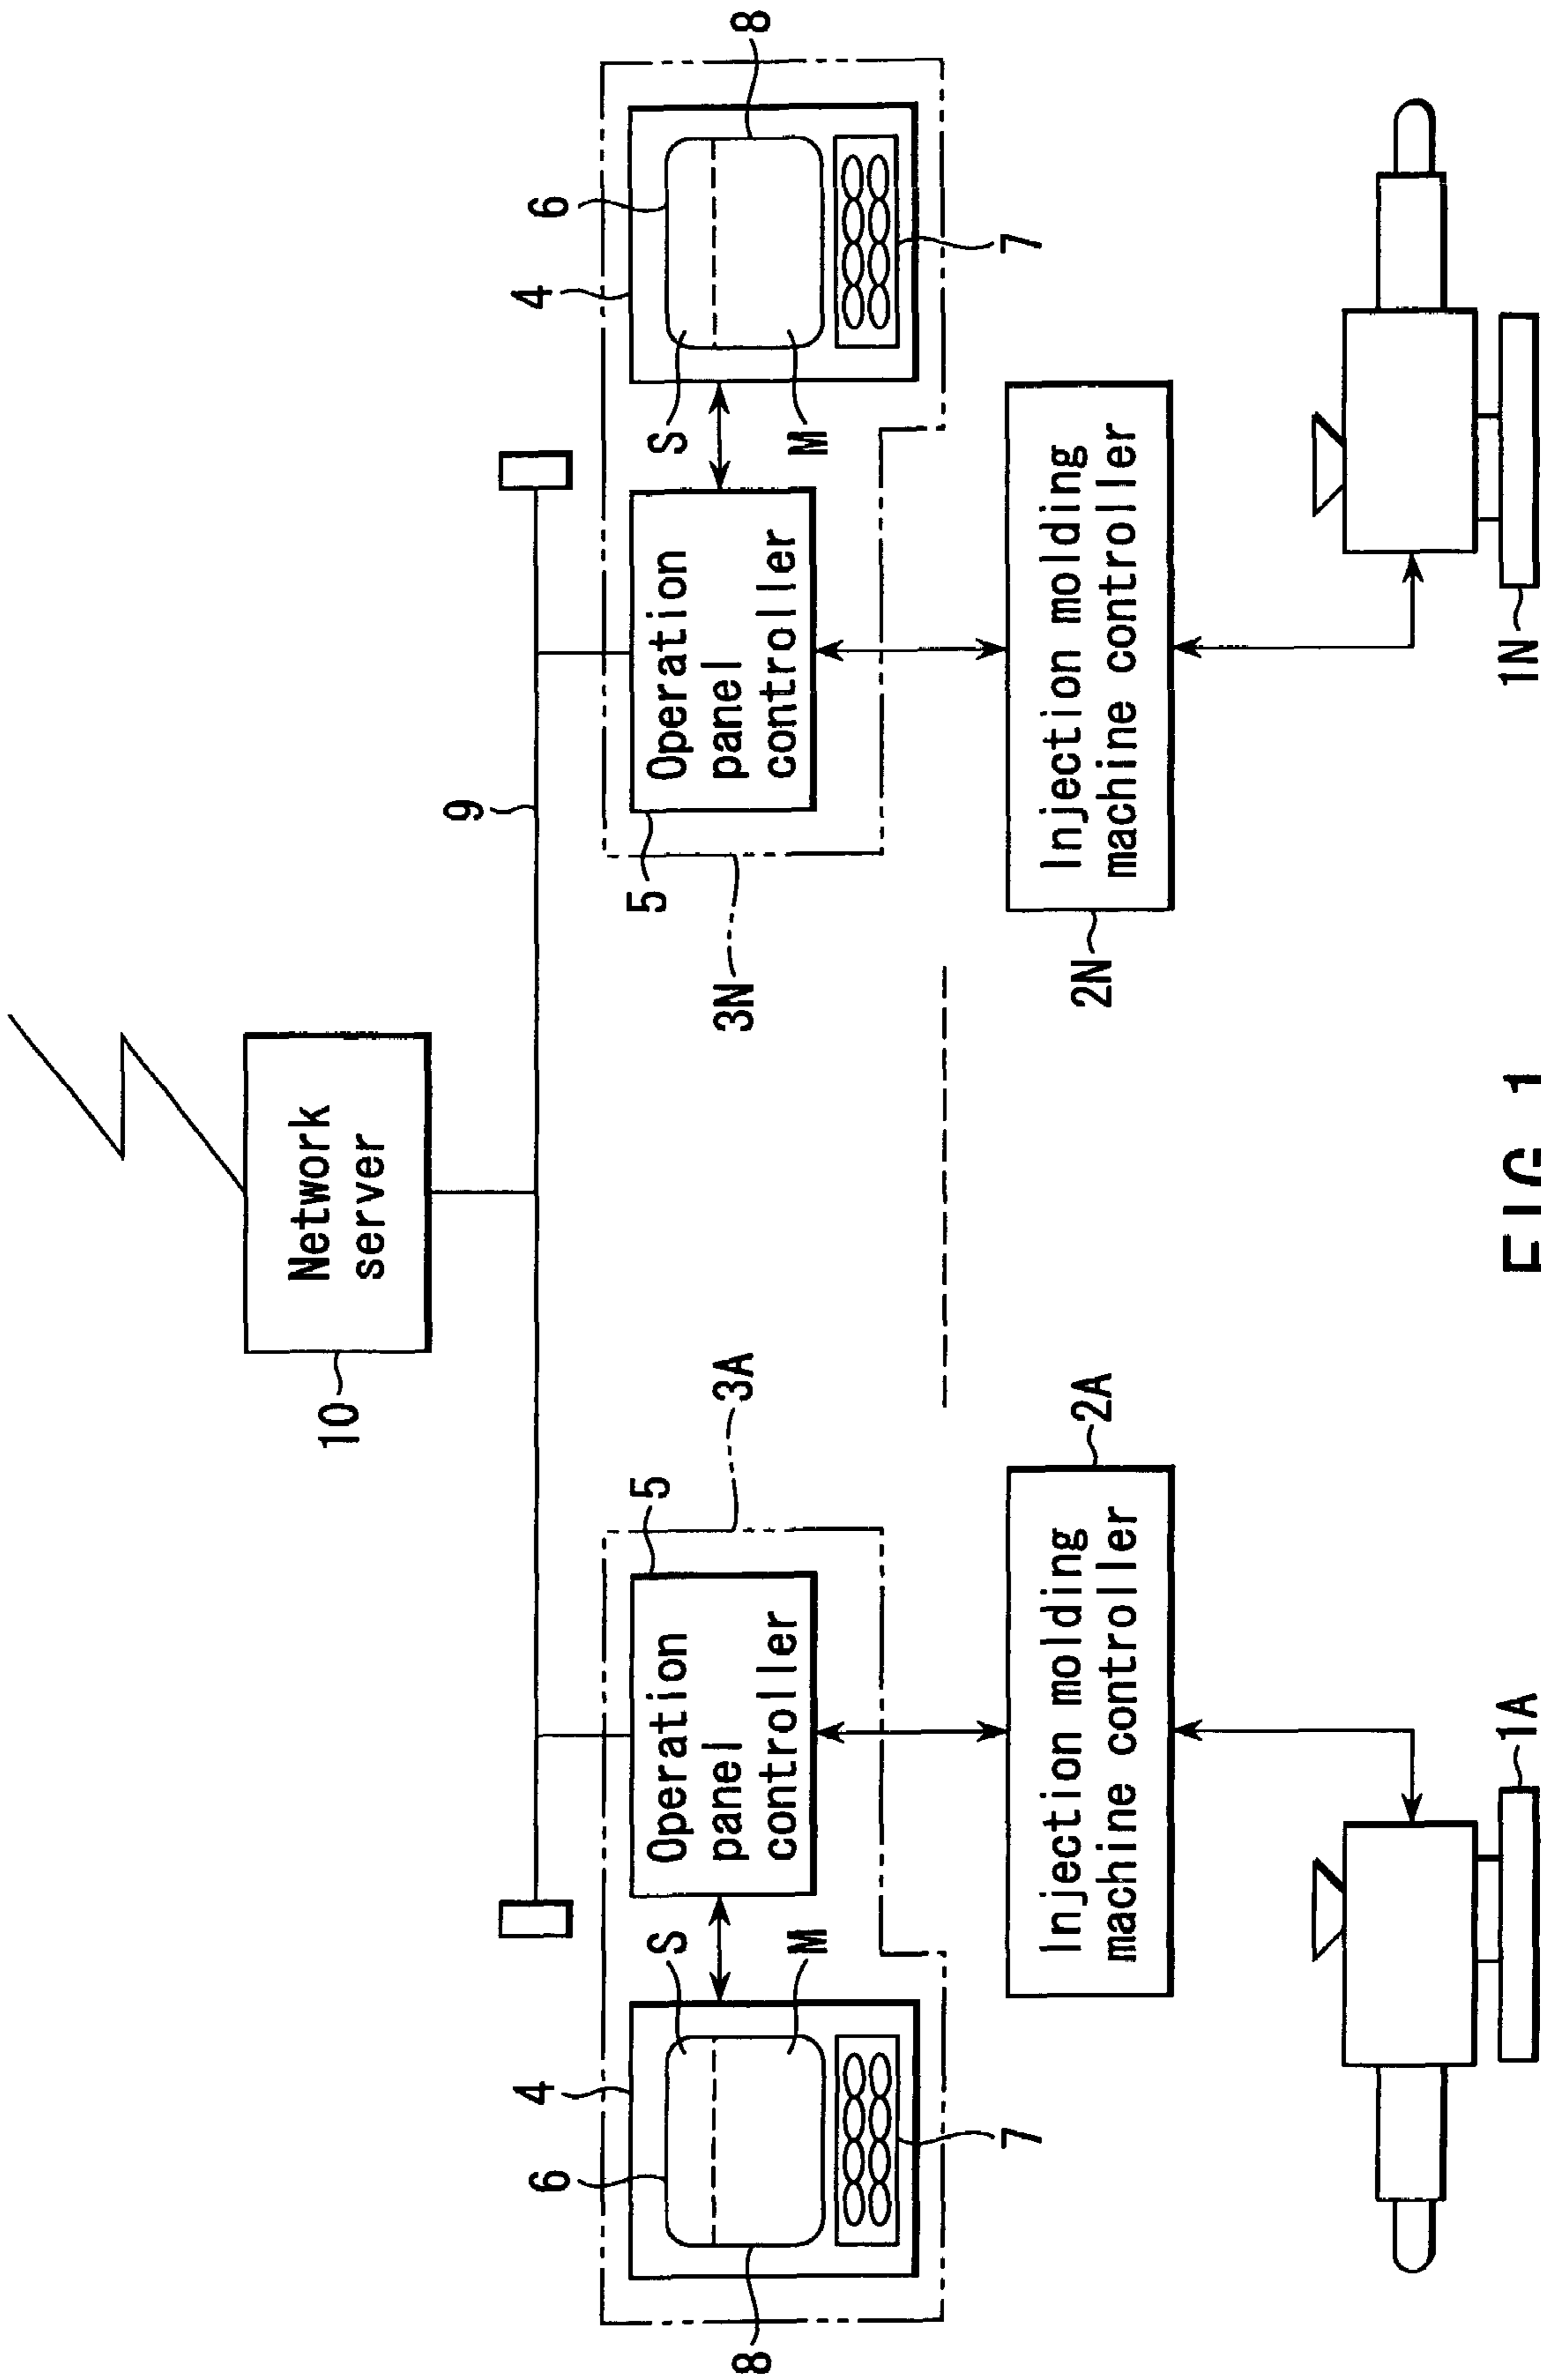 10
Network
server
9
3A
3N
5
Operation
panel
controller
4
6
S
M
8
7
5
Operation
panel
controller
4
6
S
M
8
7
2A
Injection molding
machine controller
2N
Injection molding
machine controller
1A
1N
FIG. 1